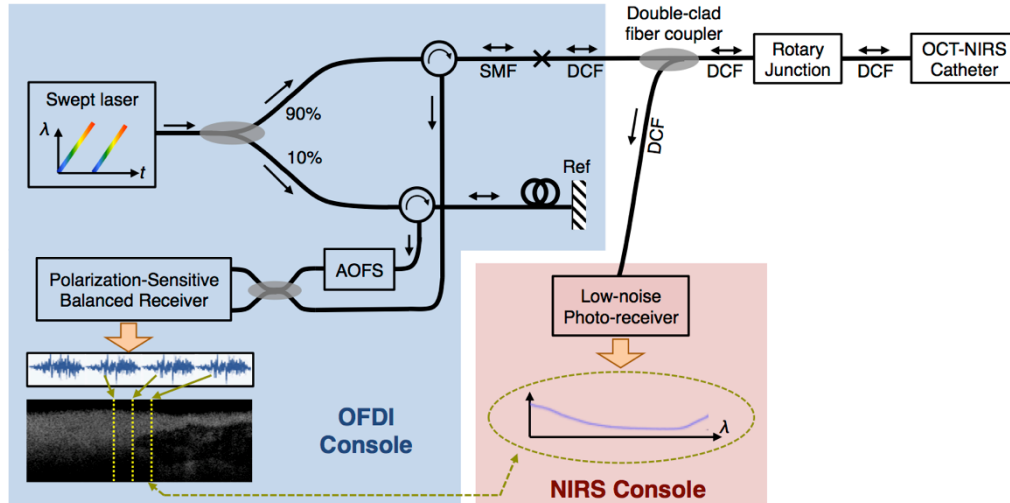 Double-clad
fiber coupler
Swept laser
λ
t
90%
10%
SMF
DCF
DCF
Rotary
Junction
DCF
OCT-NIRS
Catheter
DCF
Ref
AOFS
Polarization-Sensitive
Balanced Receiver
Low-noise
Photo-receiver
OFDI
Console
λ
NIRS Console